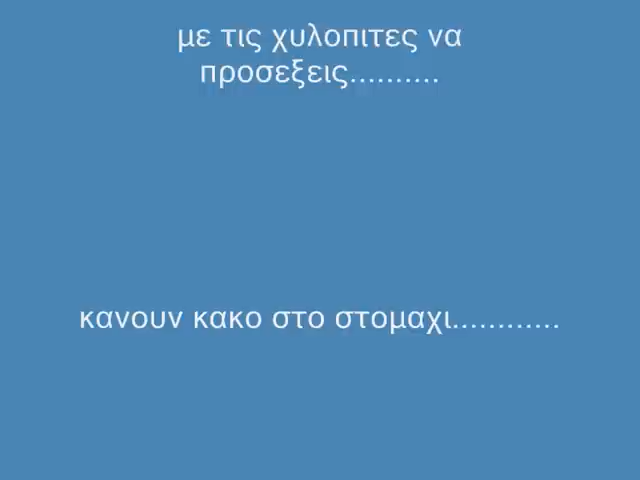 με τις χυλοπιτες να
προσεξεις..........
κανουν κακο στο στομαχι............